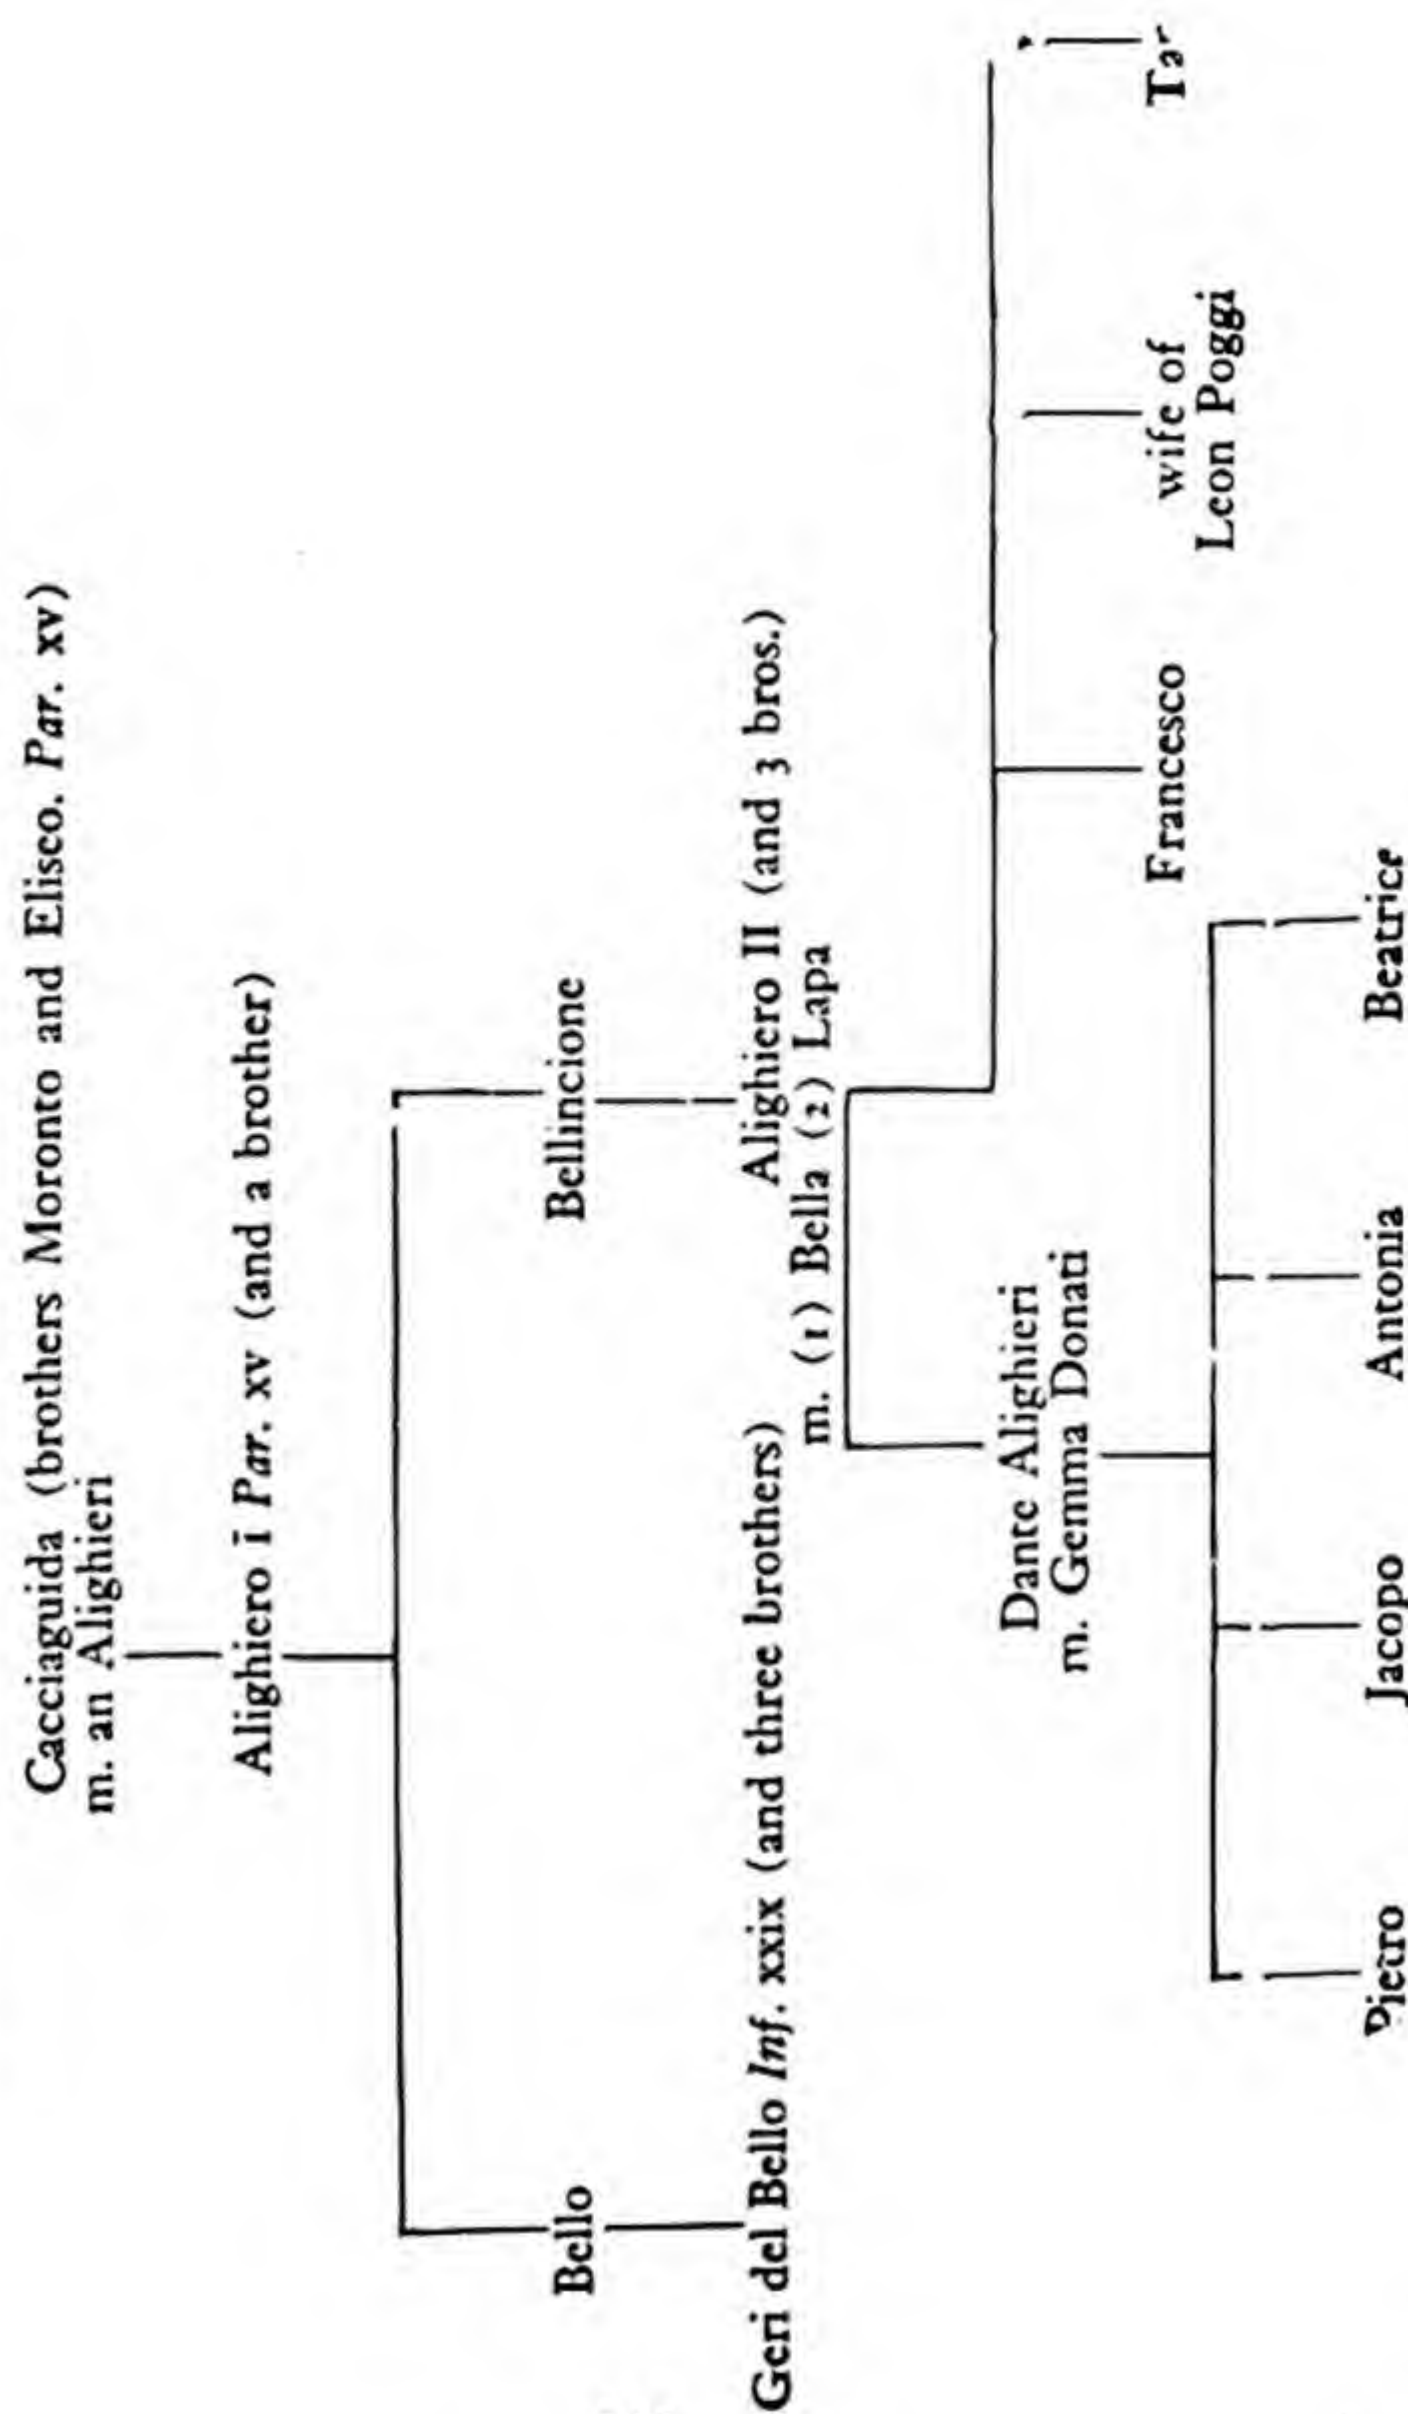 Cacciaguida (brothers Moronto and Elisco. Par. xv)
m. an Alighieri
Alighiero i Par. xv (and a brother)
Bello
Bellincione
Geri del Bello Inf. xxix (and three brothers)
Alighiero II (and 3 bros.)
m. (1) Bella (2) Lapa
Dante Alighieri
m. Gemma Donati
Francesco
wife of
Leon Poggi
Pietro
Jacopo
Antonia
Beatrice